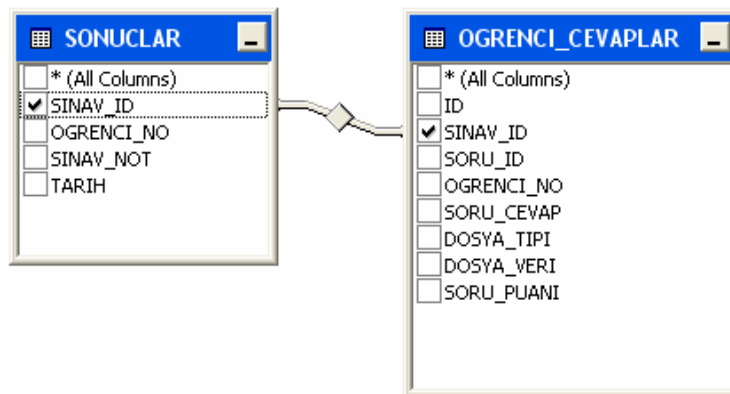 SONUCLAR
* (All Columns)
SINAV_ID
OGRENCI_NO
SINAV_NOT
TARIH
OGRENCI_CEVAPLAR
* (All Columns)
ID
SINAV_ID
SORU_ID
OGRENCI_NO
SORU_CEVAP
DOSYA_TIPI
DOSYA_VERI
SORU_PUANI